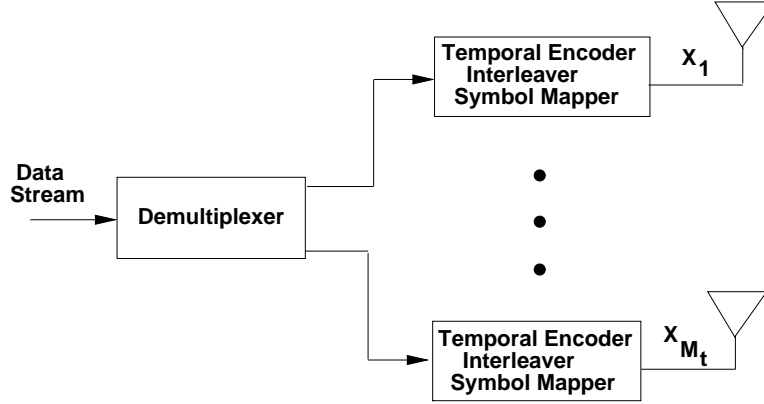 Temporal Encoder
Interleaver
Symbol Mapper
X1
Data
Stream
Demultiplexer
Temporal Encoder
Interleaver
Symbol Mapper
XMt